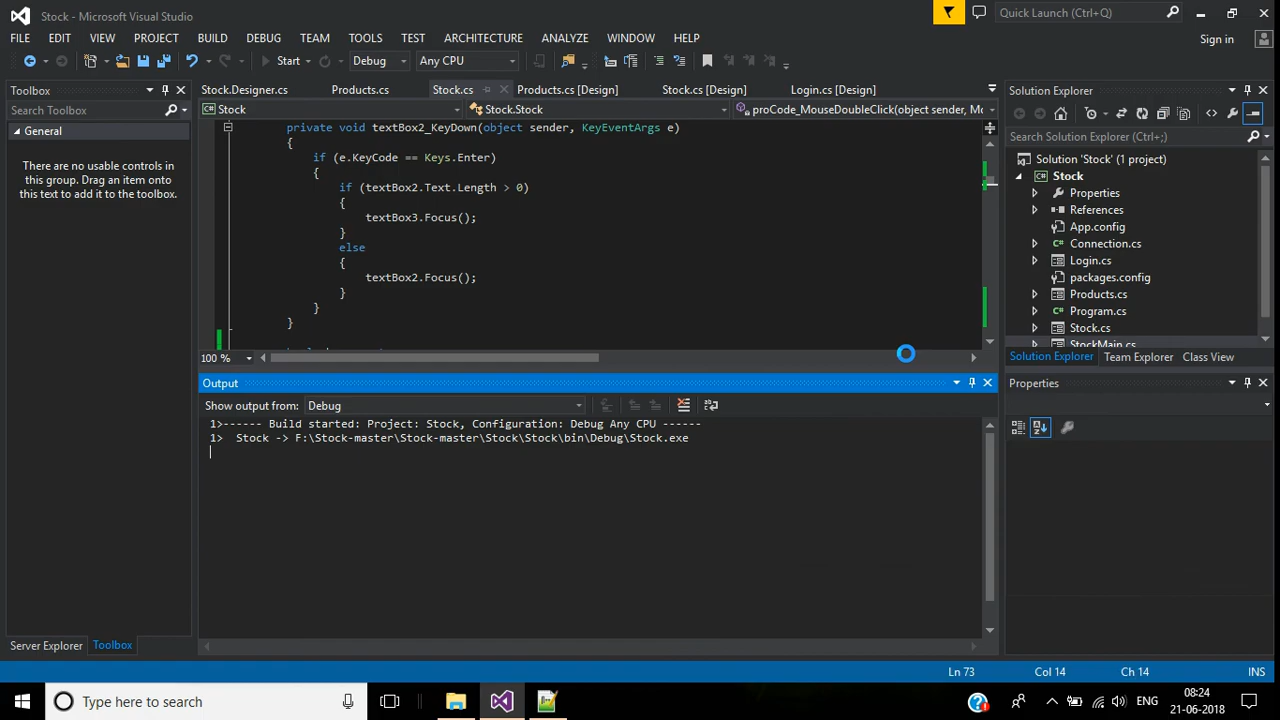 Stock - Microsoft Visual Studio
Quick Launch (Ctrl+Q)
FILE EDIT VIEW PROJECT BUILD DEBUG TEAM TOOLS TEST ARCHITECTURE ANALYZE WINDOW HELP
Sign in
Start Debug Any CPU
Toolbox
Search Toolbox
General
There are no usable controls in
this group. Drag an item onto
this text to add it to the toolbox.
Server Explorer Toolbox
Stock.Designer.cs Products.cs Stock.cs Products.cs [Design] Stock.cs [Design] Login.cs [Design]
Stock Stock.Stock proCode_MouseDoubleClick(object sender, Mo
private void textBox2_KeyDown(object sender, KeyEventArgs e)
{
if (e.KeyCode == Keys.Enter)
{
if (textBox2.Text.Length > 0)
{
textBox3.Focus();
}
else
{
textBox2.Focus();
}
}
}
100 %
Output
Show output from: Debug
1>------ Build started: Project: Stock, Configuration: Debug Any CPU ------
1> Stock -> F:\Stock-master\Stock-master\Stock\Stock\bin\Debug\Stock.exe
Solution Explorer
Search Solution Explorer (Ctrl+;)
Solution 'Stock' (1 project)
Stock
Properties
References
App.config
Connection.cs
Login.cs
packages.config
Products.cs
Program.cs
Stock.cs
StockMain.cs
Solution Explorer Team Explorer Class View
Properties
Ln 73 Col 14 Ch 14 INS
Type here to search
ENG
08:24
21-06-2018